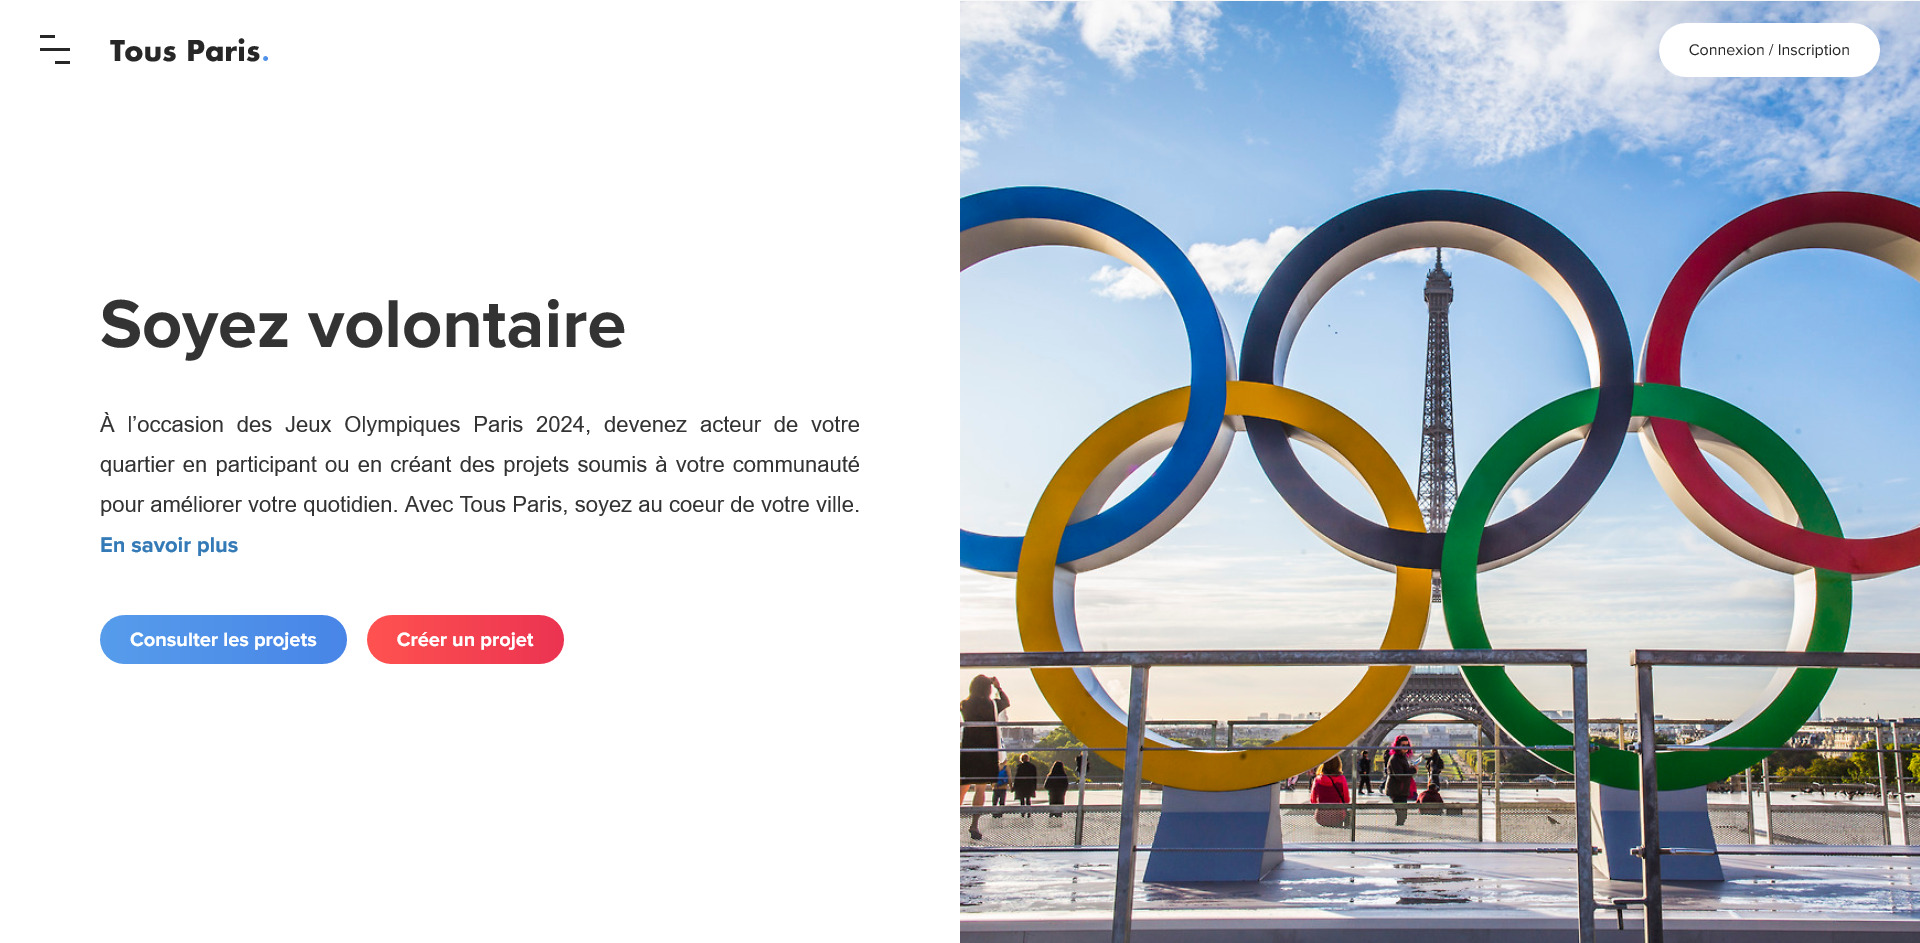 Tous Paris.
Connexion / Inscription
Soyez volontaire
À l’occasion des Jeux Olympiques Paris 2024, devenez acteur de votre
quartier en participant ou en créant des projets soumis à votre communauté
pour améliorer votre quotidien. Avec Tous Paris, soyez au coeur de votre ville.
En savoir plus
Consulter les projets
Créer un projet